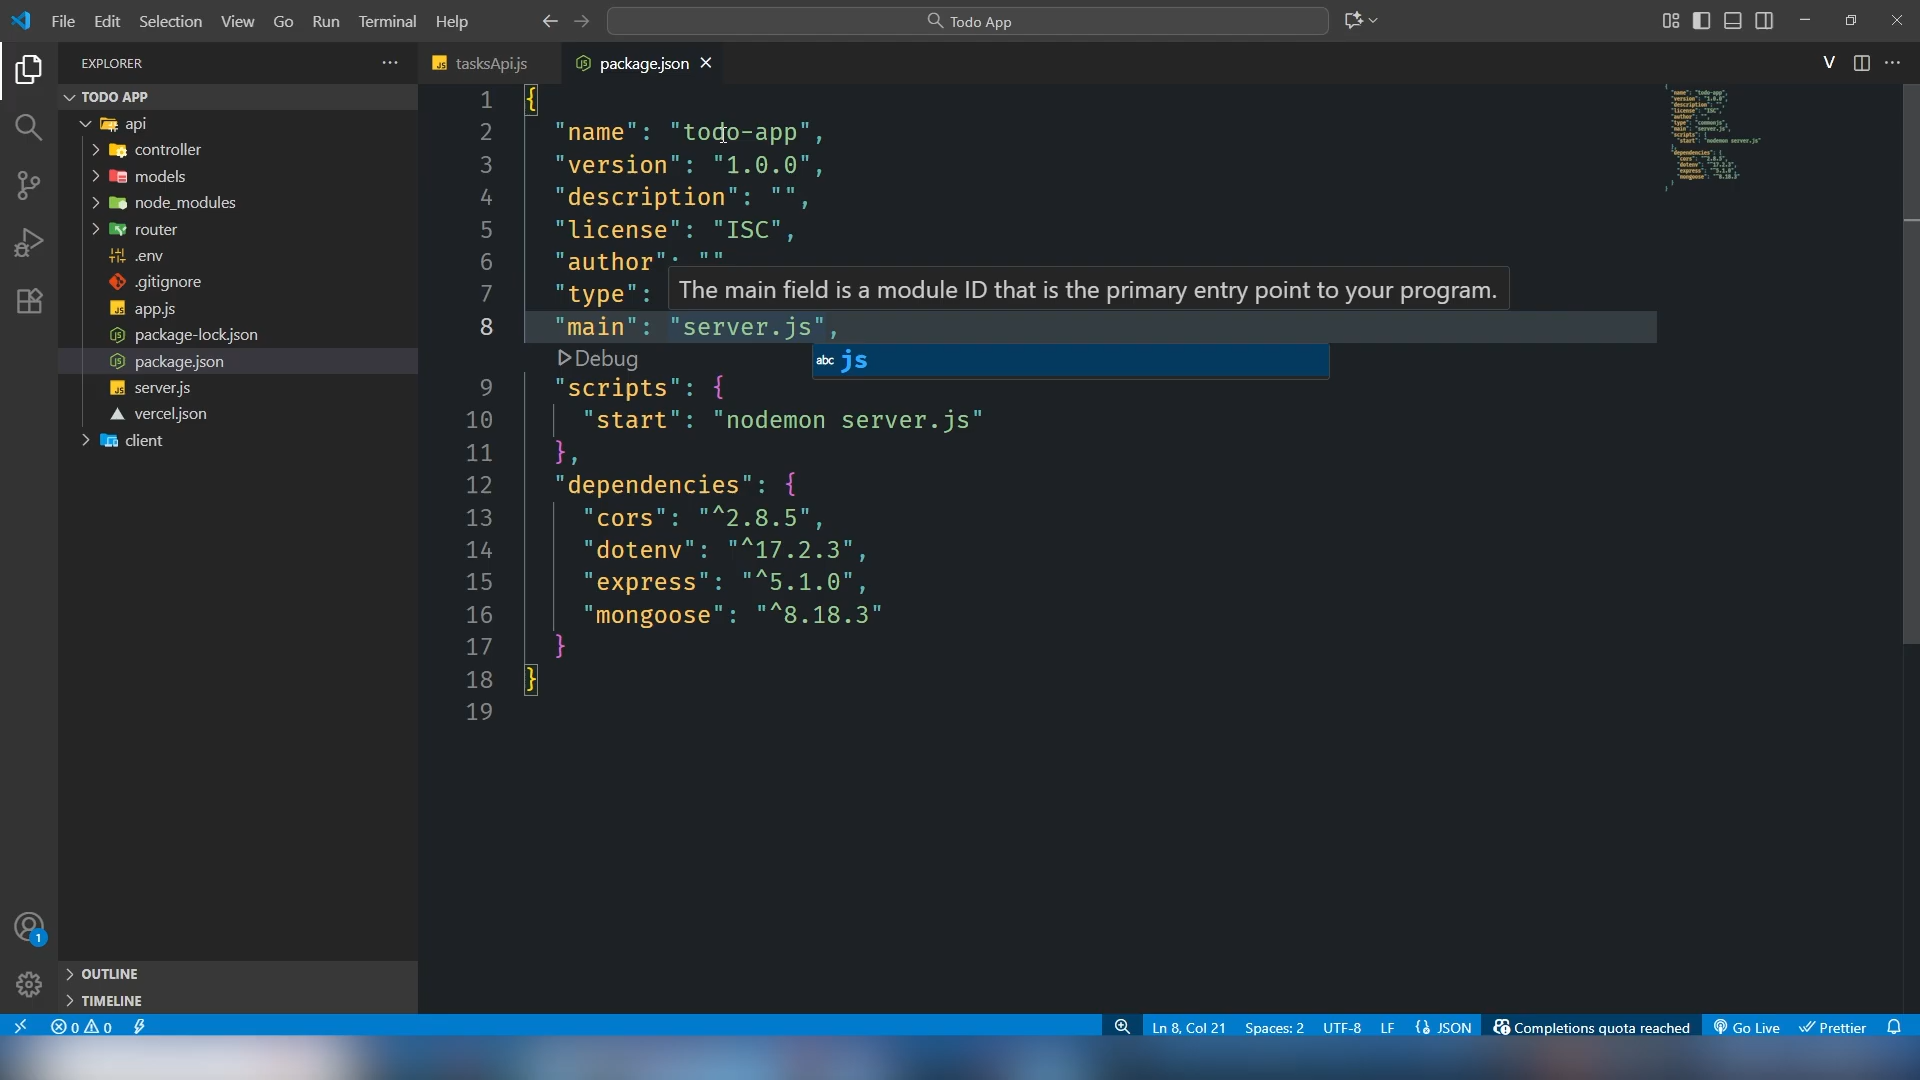 File Edit Selection View Go Run Terminal Help
Todo App
EXPLORER
tasksApi.js
package.json
V
TODO APP
api
controller
models
node_modules
router
.env
.gitignore
app.js
package-lock.json
package.json
server.js
vercel.json
client
OUTLINE
TIMELINE
1 {
2 "name": "todo-app",
3 "version": "1.0.0",
4 "description": "",
5 "license": "ISC",
6 "author": ""
7 "type":
The main field is a module ID that is the primary entry point to your program.
8 "main": "server.js",
Debug
abc js
9 "scripts": {
10 "start": "nodemon server.js"
11 },
12 "dependencies": {
13 "cors": "^2.8.5",
14 "dotenv": "^17.2.3",
15 "express": "^5.1.0",
16 "mongoose": "^8.18.3"
17 }
18 }
19
1
0 0
Ln 8, Col 21 Spaces: 2 UTF-8 LF {} JSON Completions quota reached Go Live Prettier